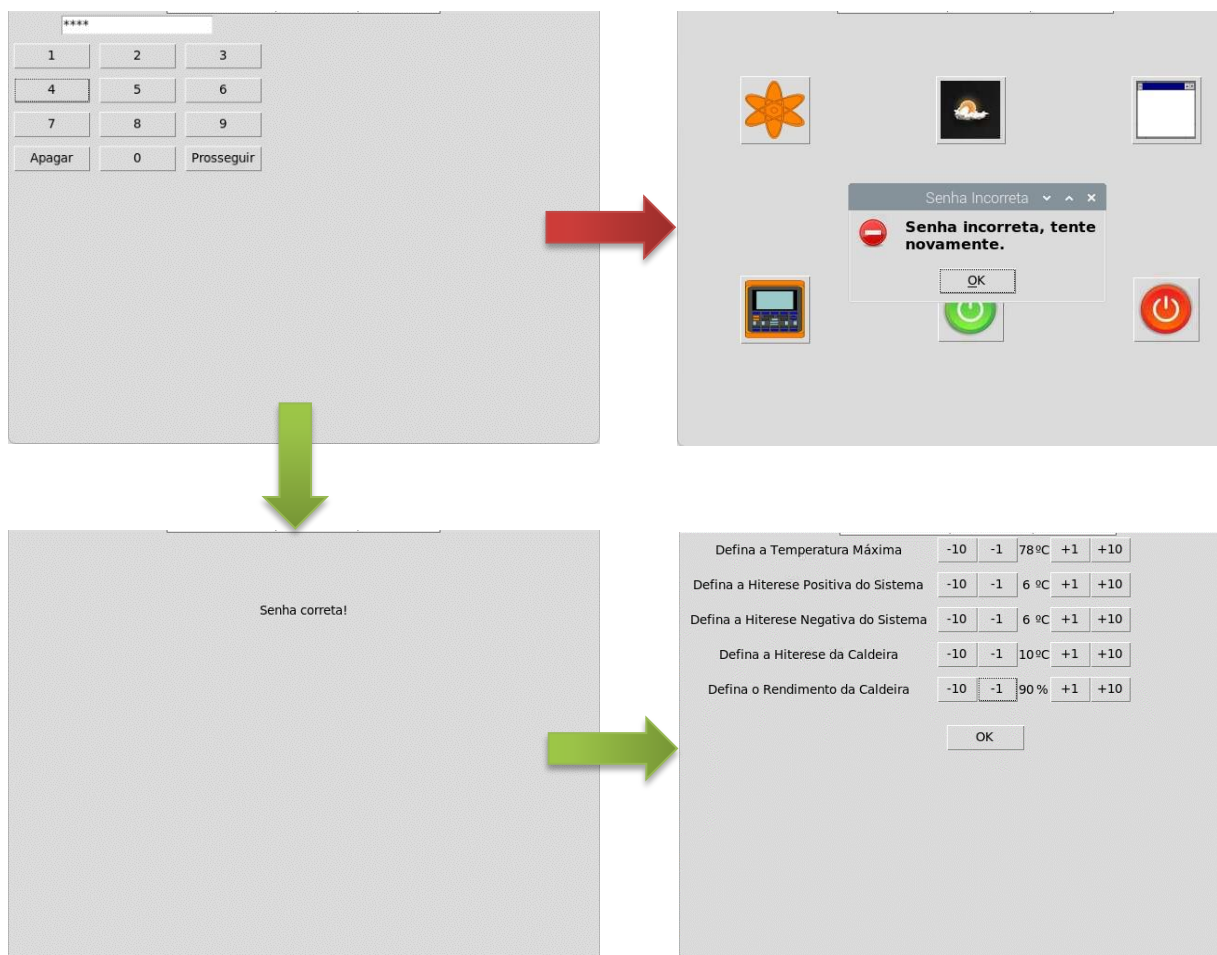 ****
1 2 3
4 5 6
7 8 9
Apagar 0 Prosseguir
Senha Incorreta
Senha incorreta, tente
novamente.
OK
Senha correta!
Defina a Temperatura Máxima -10 -1 78ºC +1 +10
Defina a Hiterese Positiva do Sistema -10 -1 6 ºC +1 +10
Defina a Hiterese Negativa do Sistema -10 -1 6 ºC +1 +10
Defina a Hiterese da Caldeira -10 -1 10ºC +1 +10
Defina o Rendimento da Caldeira -10 -1 90 % +1 +10
OK